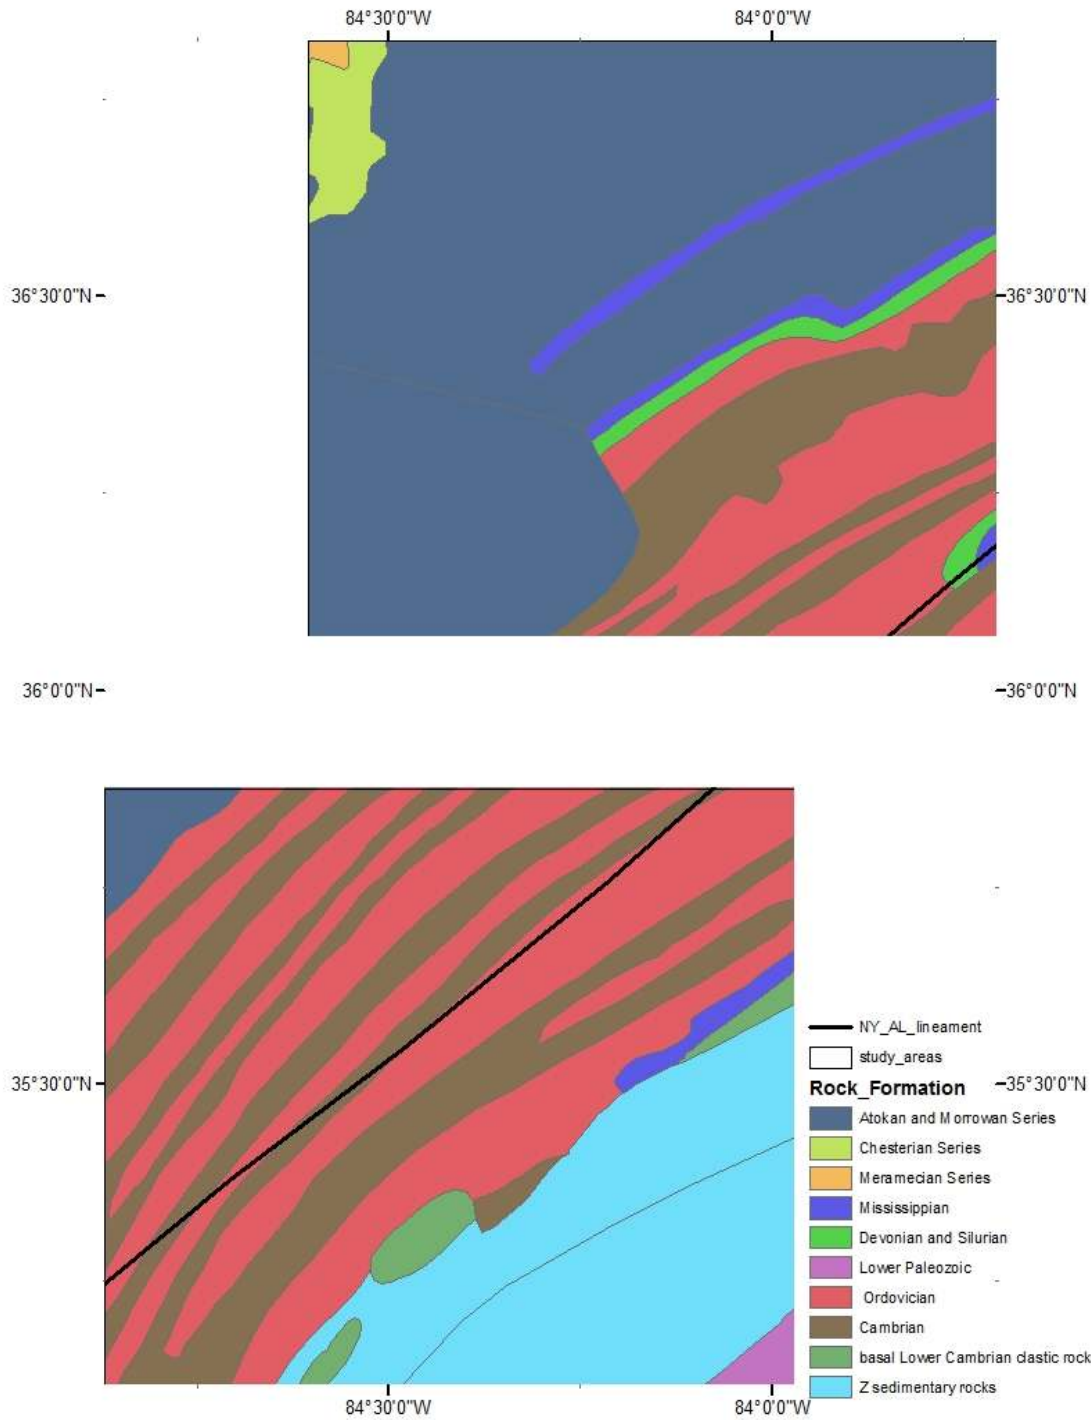 84°30'0"W 84°0'0"W
36°30'0"N 36°30'0"N
36°0'0"N 36°0'0"N
NY_AL_lineament
study_areas
35°30'0"N Rock_Formation 35°30'0"N
Atokan and Morrowan Series
Chesterian Series
Meramecian Series
Mississippian
Devonian and Silurian
Lower Paleozoic
Ordovician
Cambrian
basal Lower Cambrian clastic rock
Z sedimentary rocks
84°30'0"W 84°0'0"W